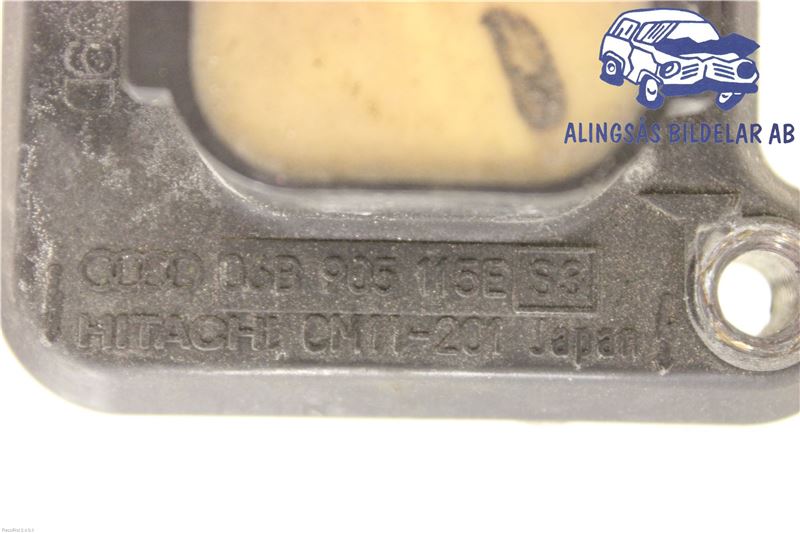 ALINGSÅS BILDELAR AB
06B 905 115E S3
HITACHI CM11-201 Japan A